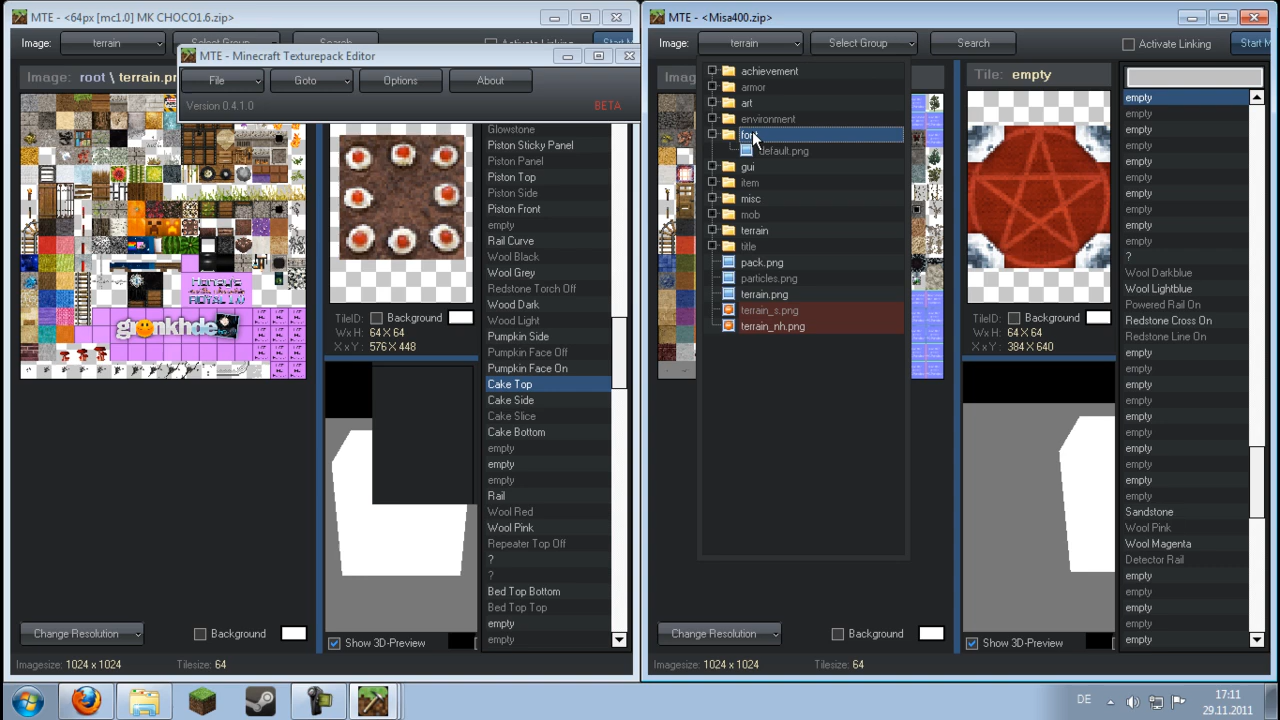 MTE - <64px [mc1.0] MK CHOCO1.6.zip>
Image: terrain Select Group Search Activate Linking Start M
MTE - Minecraft Texturepack Editor
File Goto Options About
Version 0.4.1.0 BETA
Image: root \ terrain.pr
Glowstone
Piston Sticky Panel
Piston Panel
Piston Top
Piston Side
Piston Front
empty
Rail Curve
Wool Black
Wool Grey
Redstone Torch Off
Wood Dark
Wood Light
Pumpkin Side
Pumpkin Face Off
Pumpkin Face On
Cake Top
Cake Side
Cake Slice
Cake Bottom
empty
empty
empty
Rail
Wool Red
Wool Pink
Repeater Top Off
?
?
Bed Top Bottom
Bed Top Top
empty
empty
gronkhde
TileID: Background
W x H: 64 X 64
X x Y: 576 X 448
Change Resolution Background Show 3D-Preview
Imagesize: 1024 x 1024 Tilesize: 64
MTE - <Misa400.zip>
Image: terrain Select Group Search Activate Linking Start M
Imag
achievement
armor
art
environment
font
default.png
gui
item
misc
mob
terrain
title
pack.png
particles.png
terrain.png
terrain_s.png
terrain_nh.png
Tile: empty
TileID: Background
W x H: 64 X 64
X x Y: 384 X 640
empty
empty
empty
empty
empty
empty
empty
empty
empty
empty
?
Wool Darkblue
Wool Lightblue
Powered Rail On
Redstone Dust On
Redstone Line On
empty
empty
empty
empty
empty
empty
empty
empty
empty
empty
Sandstone
Wool Pink
Wool Magenta
Detector Rail
empty
empty
empty
empty
empty
Change Resolution Background Show 3D-Preview
Imagesize: 1024 x 1024 Tilesize: 64
DE 17:11
29.11.2011